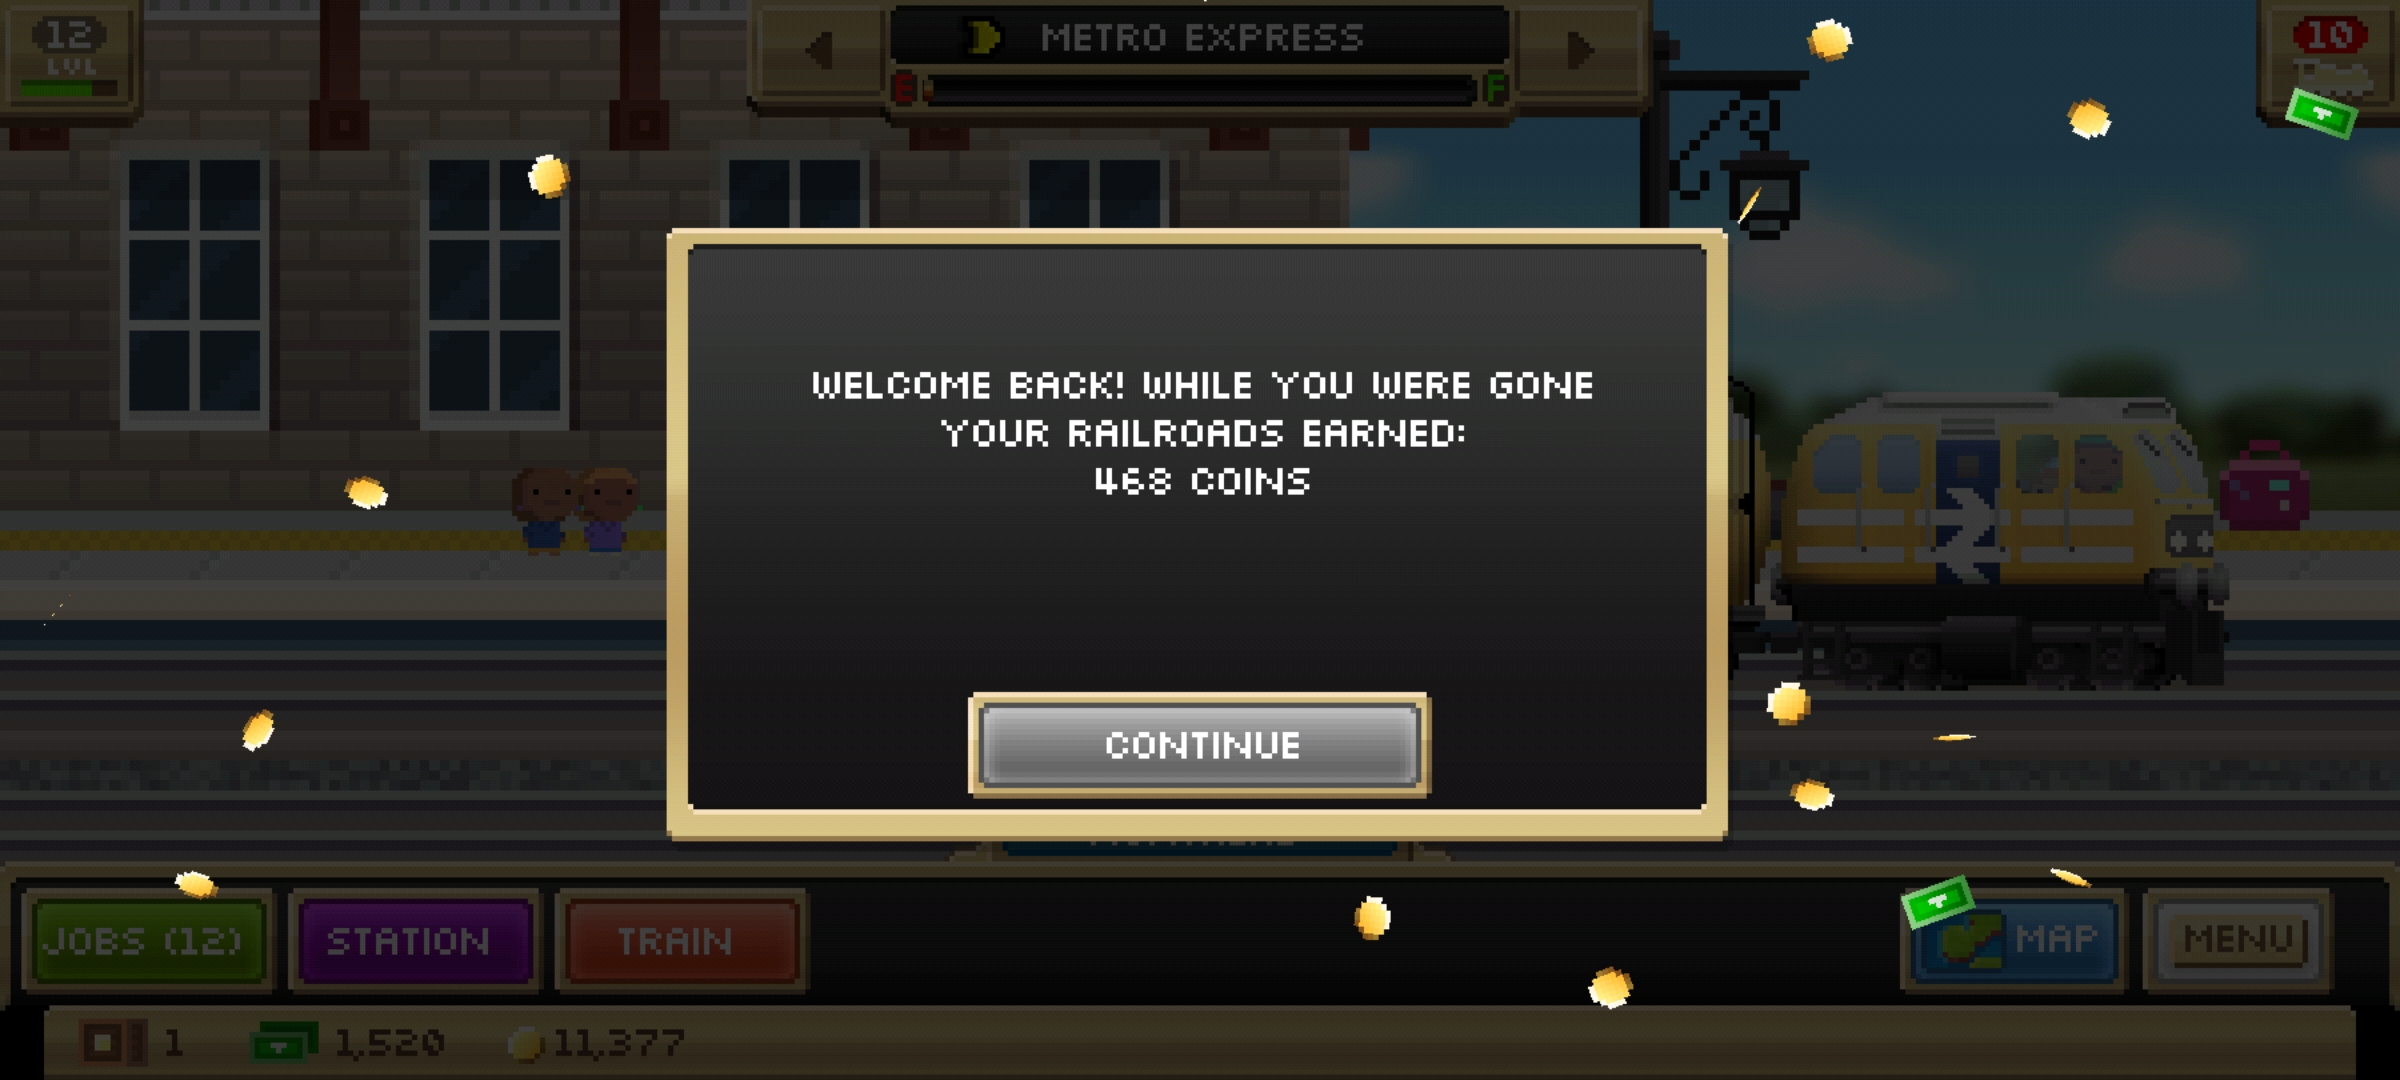 12
LVL
METRO EXPRESS
E F
10
WELCOME BACK! WHILE YOU WERE GONE
YOUR RAILROADS EARNED:
468 COINS
CONTINUE
JOBS (12)
STATION
TRAIN
MAP
MENU
1
1,520
11,377